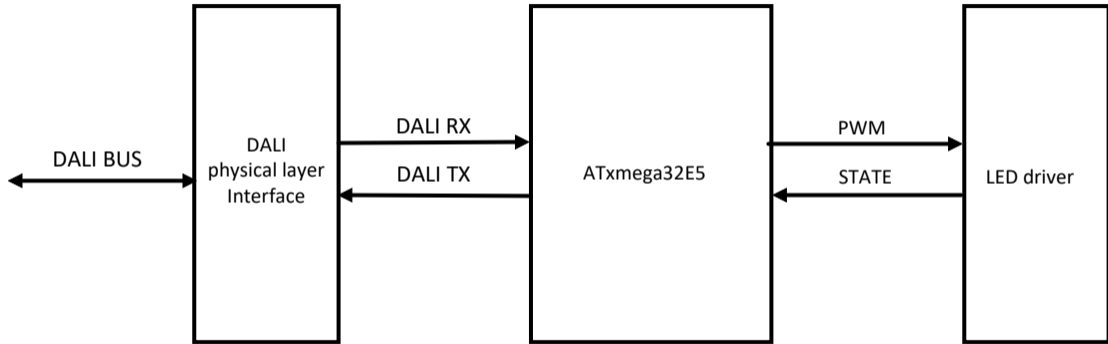 DALI BUS
DALI
physical layer
Interface
DALI RX
DALI TX
ATxmega32E5
PWM
STATE
LED driver